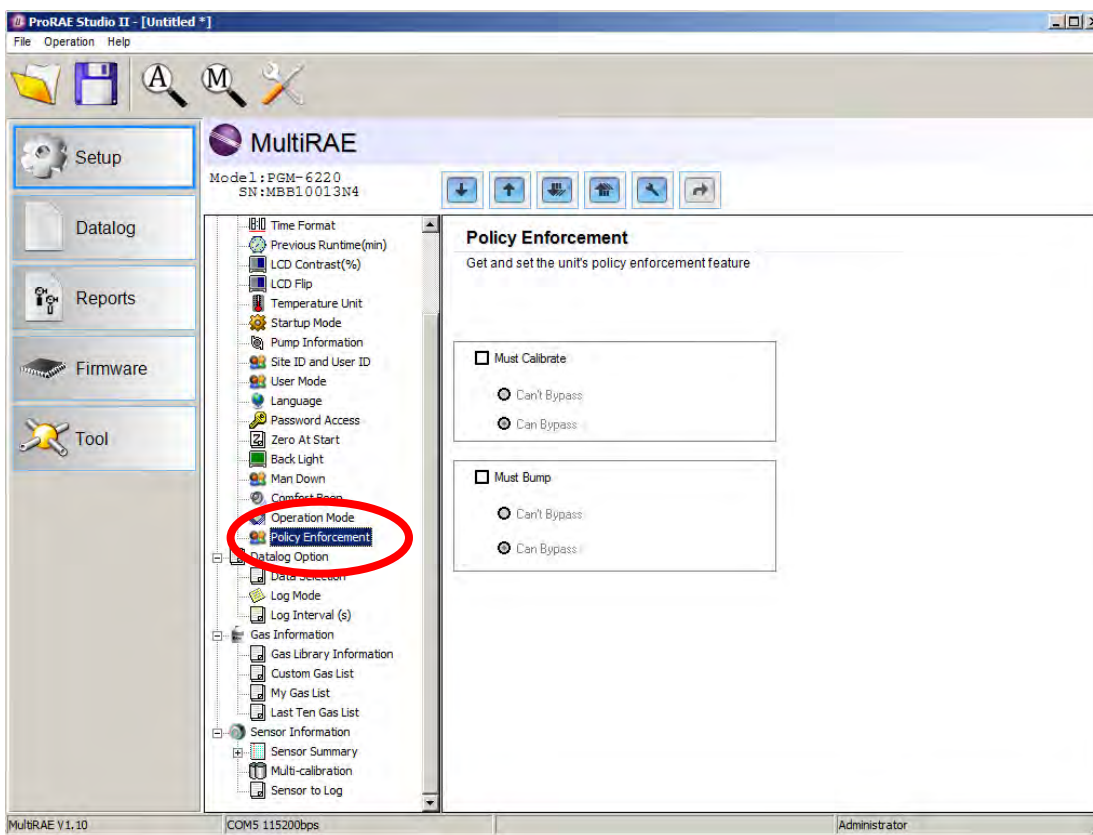 ProRAE Studio II - [Untitled *]
File Operation Help
A M
Setup
Datalog
Reports
Firmware
Tool
MultiRAE
Model:PGM-6220
SN:MBB10013N4
Time Format
Previous Runtime(min)
LCD Contrast(%)
LCD Flip
Temperature Unit
Startup Mode
Pump Information
Site ID and User ID
User Mode
Language
Password Access
Zero At Start
Back Light
Man Down
Comfort Beep
Operation Mode
Policy Enforcement
Datalog Option
Data Selection
Log Mode
Log Interval (s)
Gas Information
Gas Library Information
Custom Gas List
My Gas List
Last Ten Gas List
Sensor Information
Sensor Summary
Multi-calibration
Sensor to Log
Policy Enforcement
Get and set the unit's policy enforcement feature
Must Calibrate
Can't Bypass
Can Bypass
Must Bump
Can't Bypass
Can Bypass
MultiRAE V1.10
COM5 115200bps
Administrator